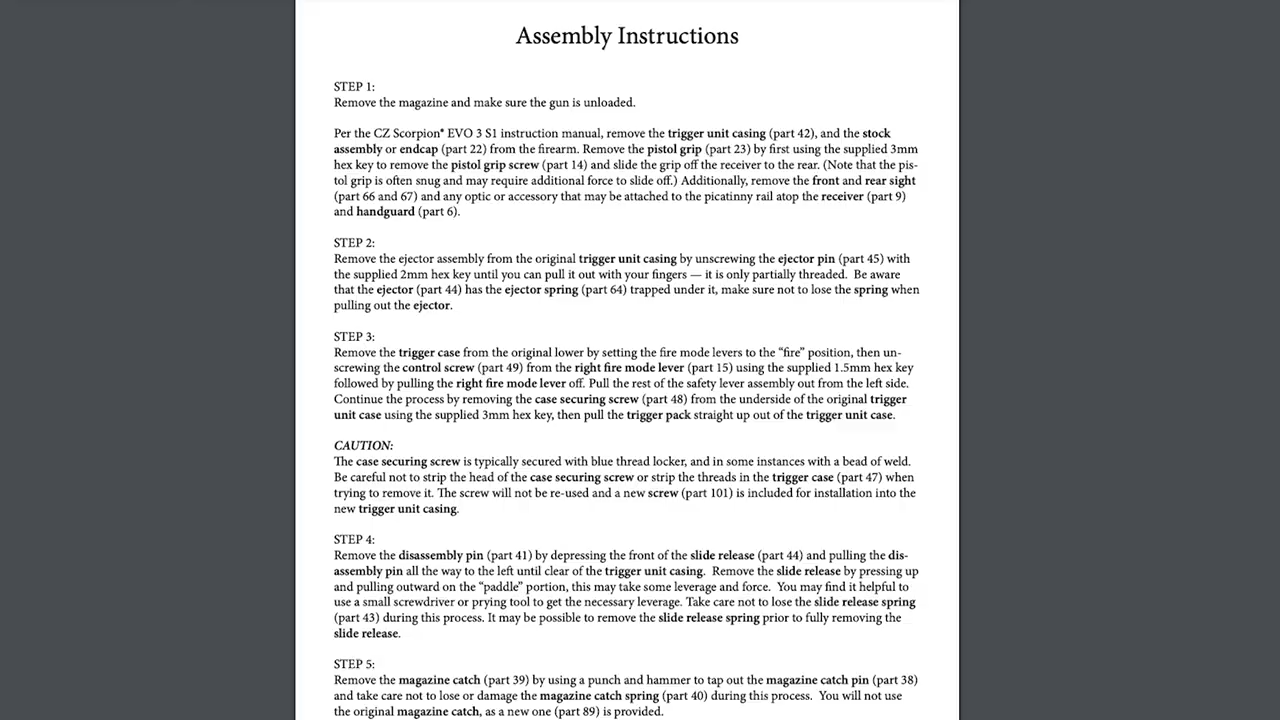 Assembly Instructions
STEP 1:
Remove the magazine and make sure the gun is unloaded.
Per the CZ Scorpion® EVO 3 S1 instruction manual, remove the trigger unit casing (part 42), and the stock
assembly or endcap (part 22) from the firearm. Remove the pistol grip (part 23) by first using the supplied 3mm
hex key to remove the pistol grip screw (part 14) and slide the grip off the receiver to the rear. (Note that the pis-
tol grip is often snug and may require additional force to slide off.) Additionally, remove the front and rear sight
(part 66 and 67) and any optic or accessory that may be attached to the picatinny rail atop the receiver (part 9)
and handguard (part 6).
STEP 2:
Remove the ejector assembly from the original trigger unit casing by unscrewing the ejector pin (part 45) with
the supplied 2mm hex key until you can pull it out with your fingers — it is only partially threaded.  Be aware
that the ejector (part 44) has the ejector spring (part 64) trapped under it, make sure not to lose the spring when
pulling out the ejector.
STEP 3:
Remove the trigger case from the original lower by setting the fire mode levers to the “fire” position, then un-
screwing the control screw (part 49) from the right fire mode lever (part 15) using the supplied 1.5mm hex key
followed by pulling the right fire mode lever off. Pull the rest of the safety lever assembly out from the left side.
Continue the process by removing the case securing screw (part 48) from the underside of the original trigger
unit case using the supplied 3mm hex key, then pull the trigger pack straight up out of the trigger unit case.
CAUTION:
The case securing screw is typically secured with blue thread locker, and in some instances with a bead of weld.
Be careful not to strip the head of the case securing screw or strip the threads in the trigger case (part 47) when
trying to remove it. The screw will not be re-used and a new screw (part 101) is included for installation into the
new trigger unit casing.
STEP 4:
Remove the disassembly pin (part 41) by depressing the front of the slide release (part 44) and pulling the dis-
assembly pin all the way to the left until clear of the trigger unit casing.  Remove the slide release by pressing up
and pulling outward on the “paddle” portion, this may take some leverage and force.  You may find it helpful to
use a small screwdriver or prying tool to get the necessary leverage. Take care not to lose the slide release spring
(part 43) during this process. It may be possible to remove the slide release spring prior to fully removing the
slide release.
STEP 5:
Remove the magazine catch (part 39) by using a punch and hammer to tap out the magazine catch pin (part 38)
and take care not to lose or damage the magazine catch spring (part 40) during this process.  You will not use
the original magazine catch, as a new one (part 89) is provided.